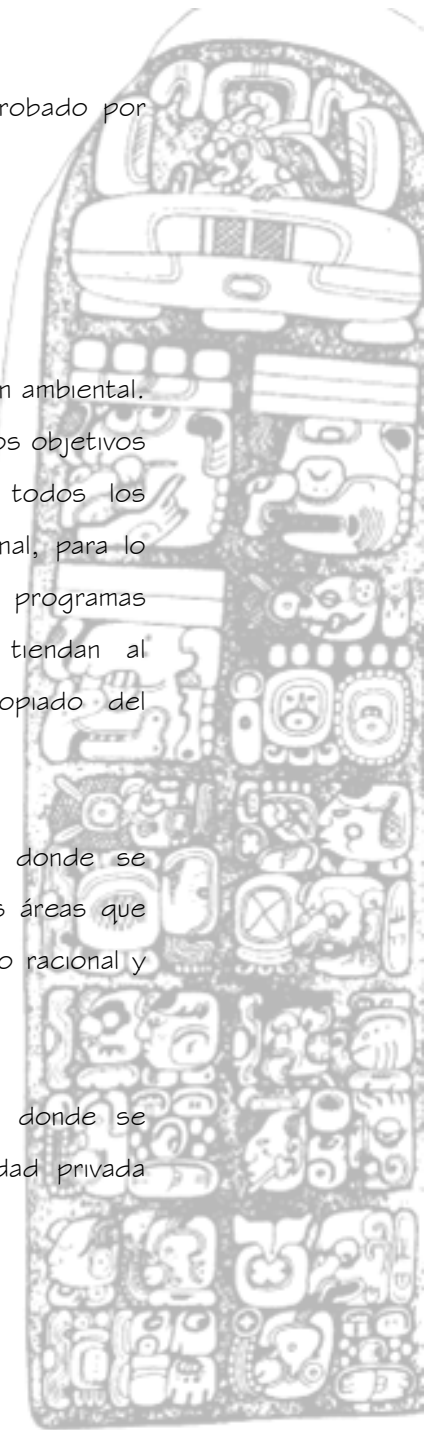 robado por
n ambiental.
os objetivos
todos los
nal, para lo
programas
tiendan al
opiado del
donde se
s áreas que
o racional y
donde se
dad privada